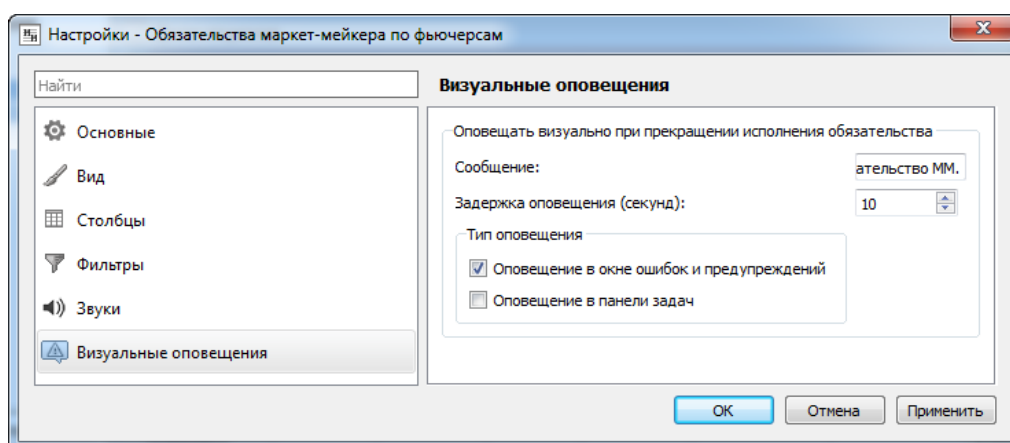 Настройки - Обязательства маркет-мейкера по фьючерсам
Найти
Основные
Вид
Столбцы
Фильтры
Звуки
Визуальные оповещения
Визуальные оповещения
Оповещать визуально при прекращении исполнения обязательства
Сообщение: ательство ММ.
Задержка оповещения (секунд): 10
Тип оповещения
Оповещение в окне ошибок и предупреждений
Оповещение в панели задач
ОК Отмена Применить